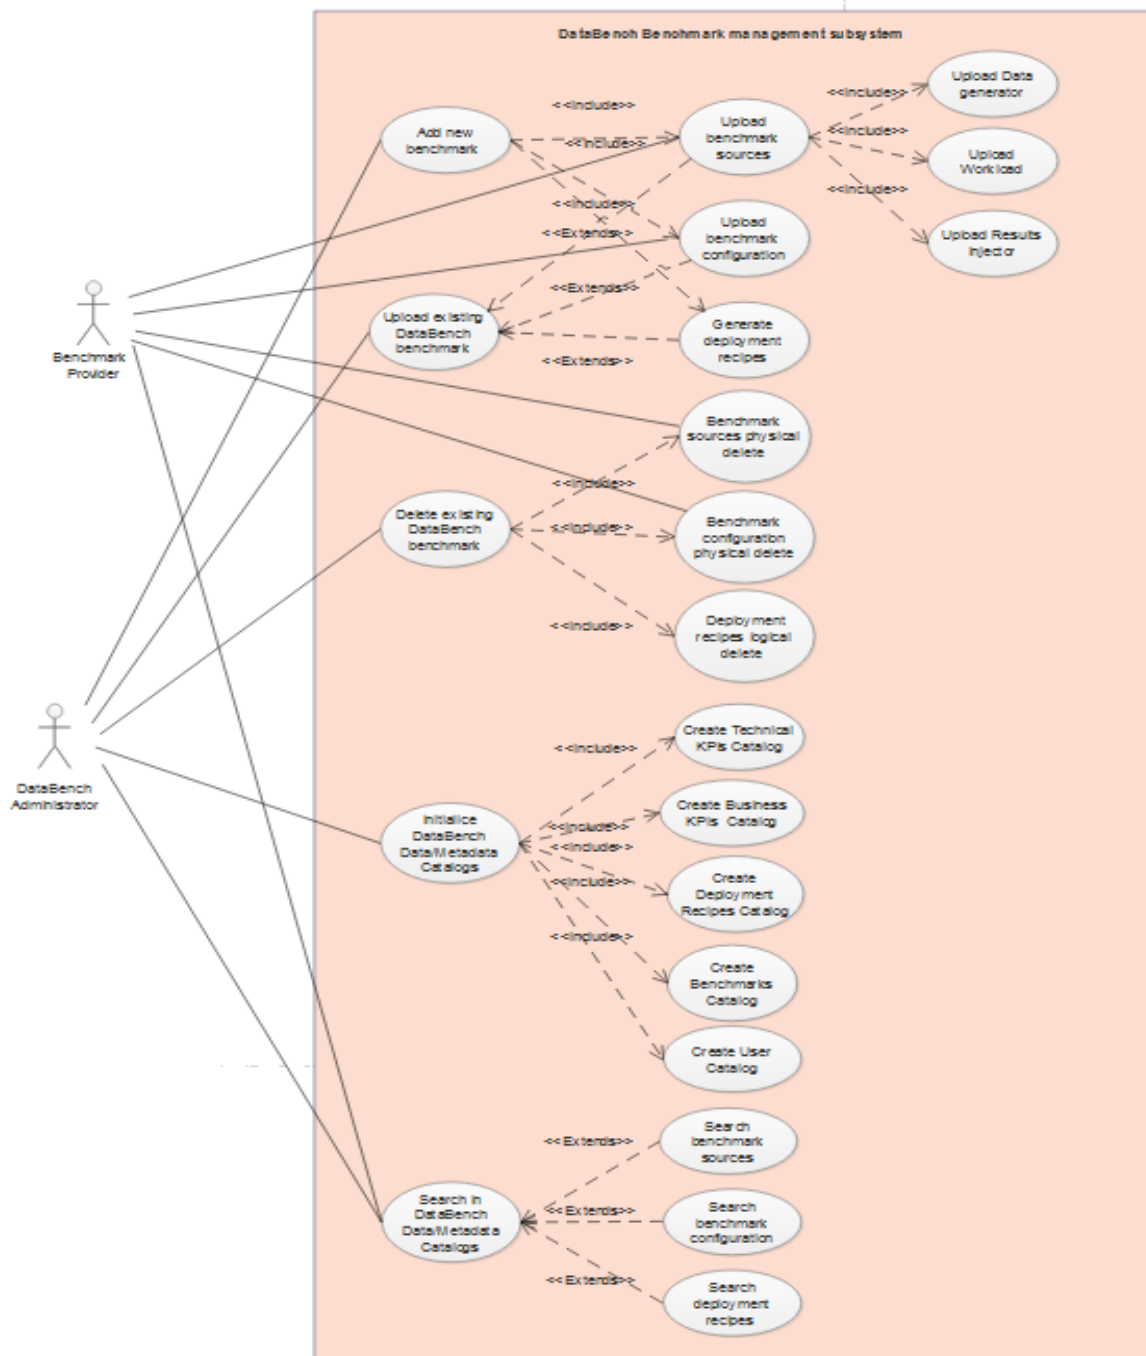 DataBench Benchmark management subsystem
Upload Data
generator
<<include>>
<<include>>
Add new
benchmark
Upload
benchmark
sources
<<include>>
<<include>>
Upload
Workload
<<include>>
<<include>>
Upload
benchmark
configuration
Upload Results
Injector
<<Extends>>
<<Extends>>
Upload existing
DataBench
benchmark
Generate
deployment
recipes
<<Extends>>
Benchmark
Provider
Benchmark
sources physical
delete
<<include>>
Delete existing
DataBench
benchmark
<<include>>
Benchmark
configuration
physical delete
<<include>>
Deployment
recipes logical
delete
DataBench
Administrator
<<include>>
Create Technical
KPIs Catalog
Initialice
DataBench
Data/Metadata
Catalogs
<<include>>
<<include>>
Create Business
KPIs Catalog
<<include>>
Create
Deployment
Recipes Catalog
<<include>>
Create
Benchmarks
Catalog
Create User
Catalog
<<Extends>>
Search
benchmark
sources
Search in
DataBench
Data/Metadata
Catalogs
<<Extends>>
Search
benchmark
configuration
<<Extends>>
Search
deployment
recipes